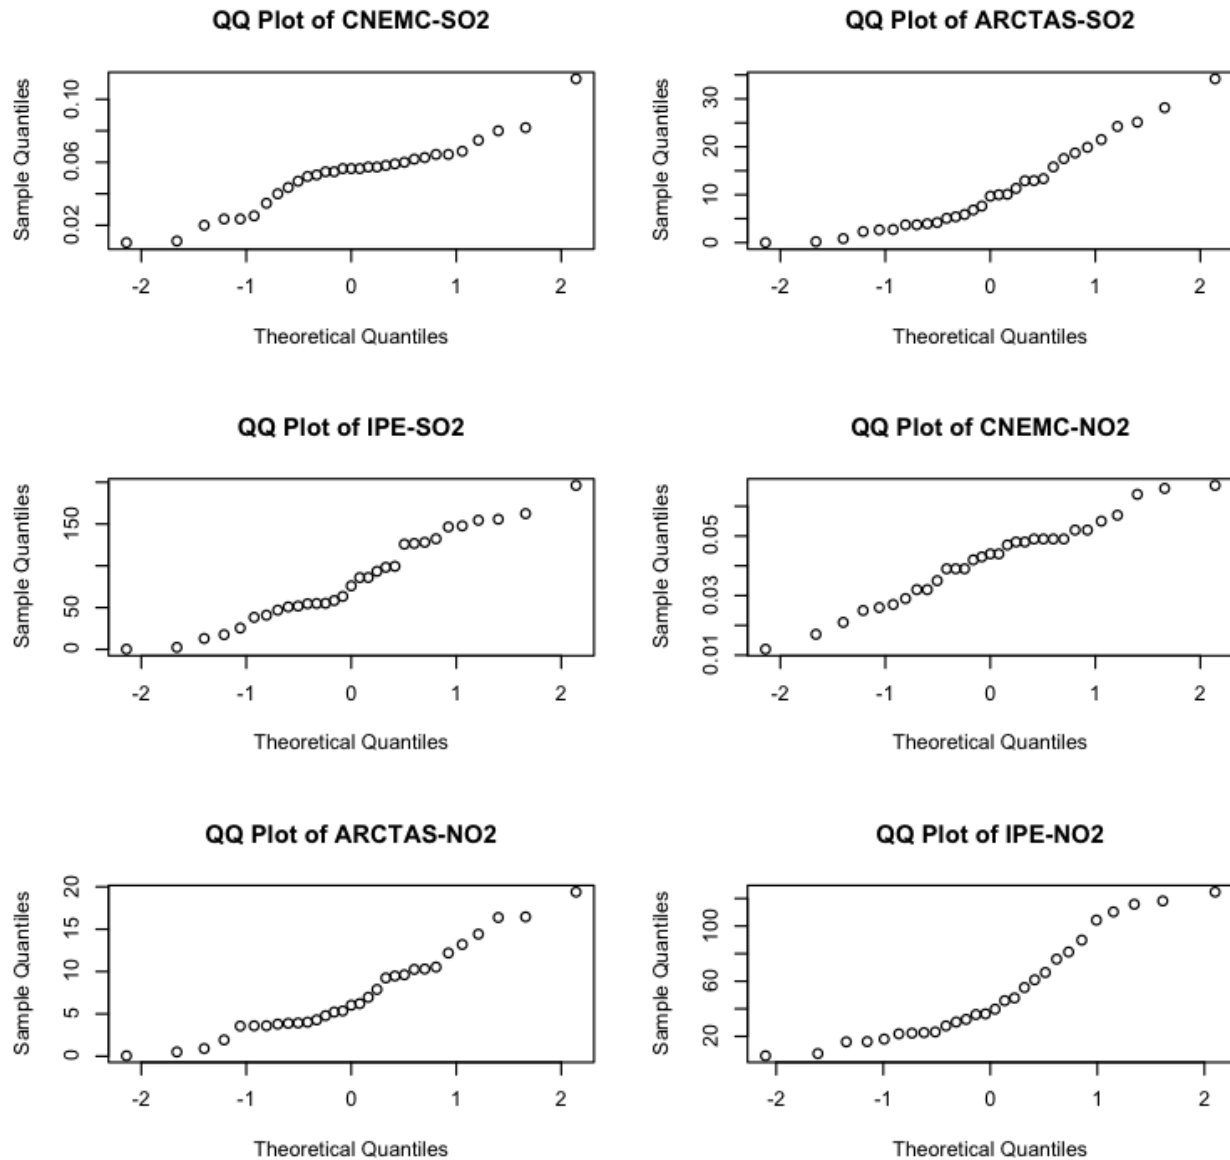 QQ Plot of CNEMC-SO2
Sample Quantiles
0.02 0.06 0.10
-2 -1 0 1 2
Theoretical Quantiles
QQ Plot of ARCTAS-SO2
Sample Quantiles
0 10 20 30
-2 -1 0 1 2
Theoretical Quantiles
QQ Plot of IPE-SO2
Sample Quantiles
0 50 150
-2 -1 0 1 2
Theoretical Quantiles
QQ Plot of CNEMC-NO2
Sample Quantiles
0.01 0.03 0.05
-2 -1 0 1 2
Theoretical Quantiles
QQ Plot of ARCTAS-NO2
Sample Quantiles
0 5 10 15 20
-2 -1 0 1 2
Theoretical Quantiles
QQ Plot of IPE-NO2
Sample Quantiles
20 60 100
-2 -1 0 1 2
Theoretical Quantiles